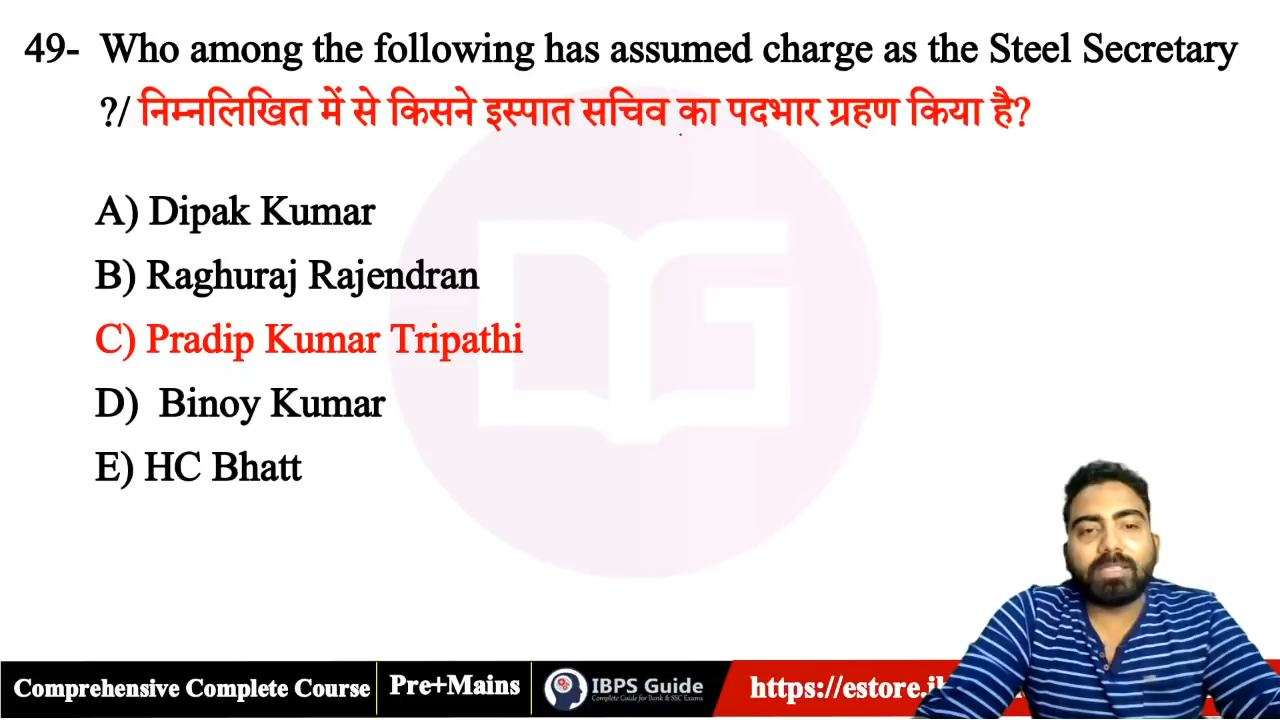 49- Who among the following has assumed charge as the Steel Secretary
?/ निम्नलिखित में से किसने इस्पात सचिव का पदभार ग्रहण किया है?
A) Dipak Kumar
B) Raghuraj Rajendran
C) Pradip Kumar Tripathi
D) Binoy Kumar
E) HC Bhatt
Comprehensive Complete Course
Pre+Mains
IBPS Guide
Complete Guide for Bank & SSC Exams
https://estore.i